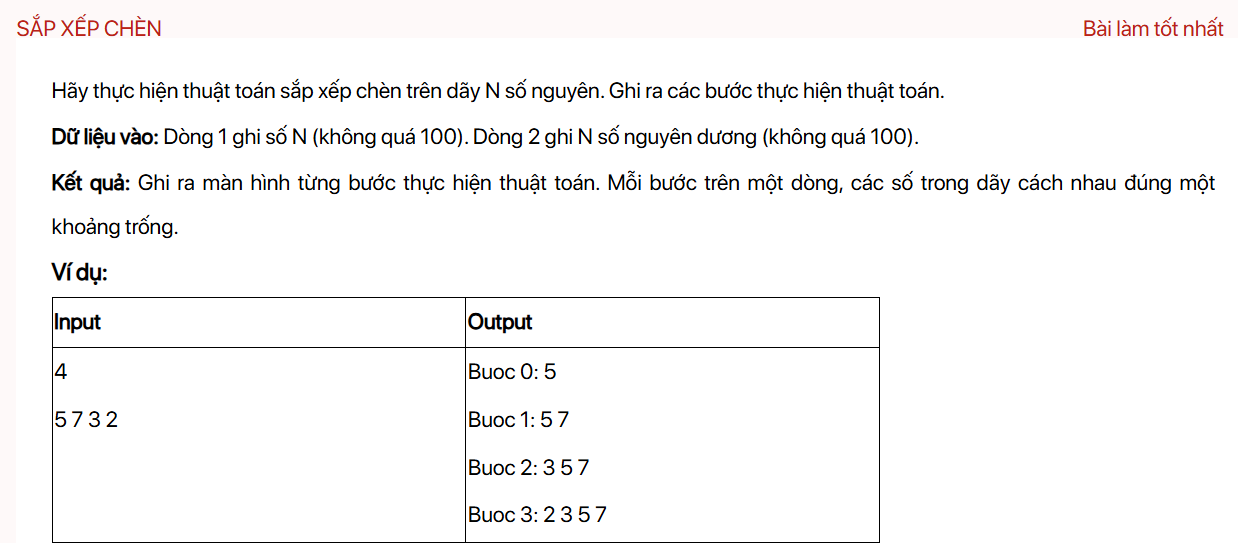 SẮP XẾP CHÈN
Bài làm tốt nhất
Hãy thực hiện thuật toán sắp xếp chèn trên dãy N số nguyên. Ghi ra các bước thực hiện thuật toán.
Dữ liệu vào: Dòng 1 ghi số N (không quá 100). Dòng 2 ghi N số nguyên dương (không quá 100).
Kết quả: Ghi ra màn hình từng bước thực hiện thuật toán. Mỗi bước trên một dòng, các số trong dãy cách nhau đúng một
khoảng trống.
Ví dụ:
Input
Output
4
5 7 3 2
Buoc 0: 5
Buoc 1: 5 7
Buoc 2: 3 5 7
Buoc 3: 2 3 5 7